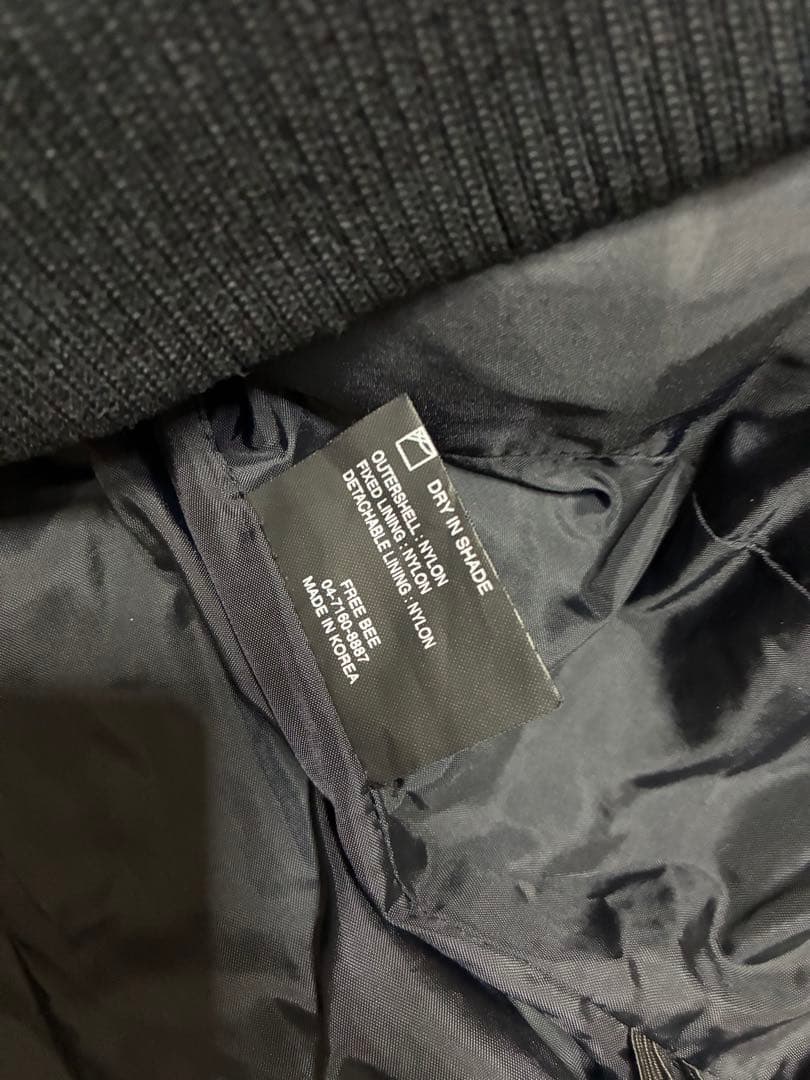 DRY IN SHADE
OUTERSHELL : NYLON
FIXED LINING : NYLON
DETACHABLE LINING : NYLON
FREE BEE
04-7160-8887
MADE IN KOREA